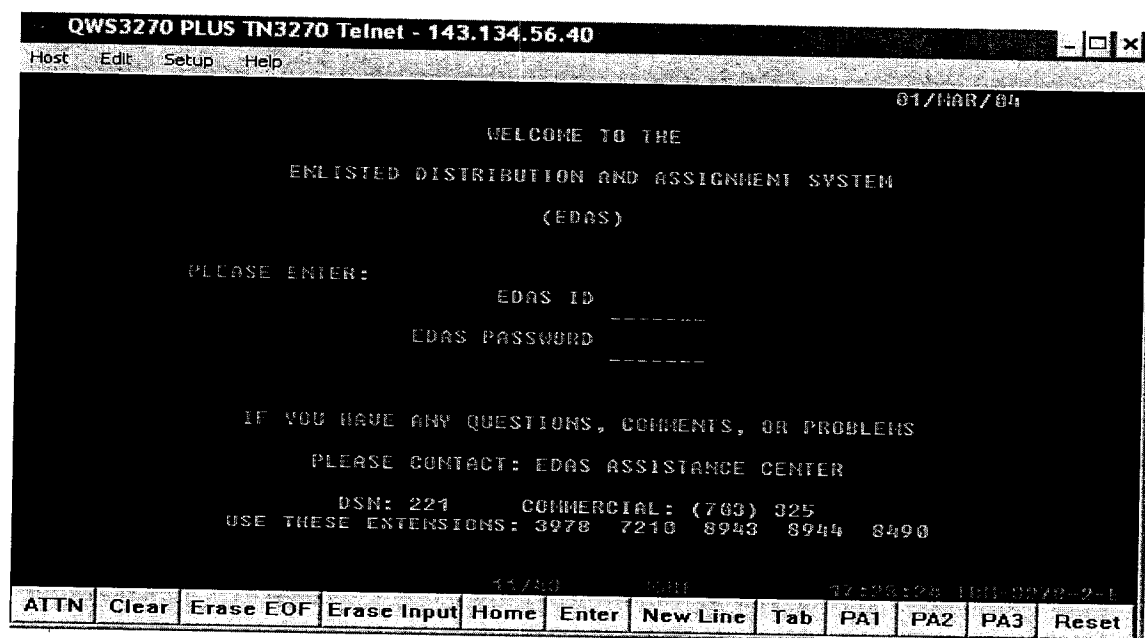 QWS3270 PLUS TN3270 Telnet - 143.134.56.40
Host Edit Setup Help
01/MAR/04
WELCOME TO THE
ENLISTED DISTRIBUTION AND ASSIGNMENT SYSTEM
(EDAS)
PLEASE ENTER:
EDAS ID _______
EDAS PASSWORD _______
IF YOU HAVE ANY QUESTIONS, COMMENTS, OR PROBLEMS
PLEASE CONTACT: EDAS ASSISTANCE CENTER
DSN: 221 COMMERCIAL: (703) 325
USE THESE EXTENSIONS: 3978 7210 8943 8944 8490
ATTN Clear Erase EOF Erase Input Home Enter New Line Tab PA1 PA2 PA3 Reset